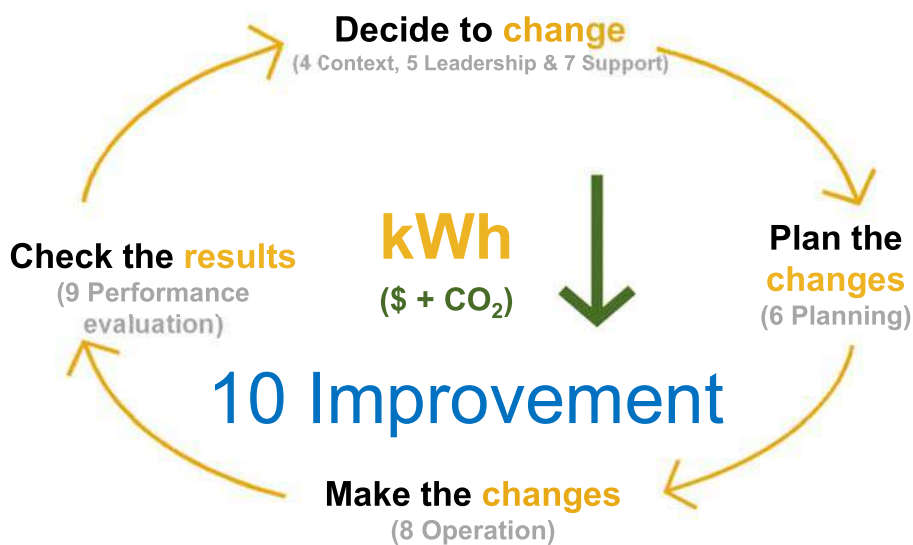 Decide to change
(4 Context, 5 Leadership & 7 Support)
Plan the
changes
(6 Planning)
Make the changes
(8 Operation)
Check the results
(9 Performance
evaluation)
kWh
($ + CO₂)
10 Improvement